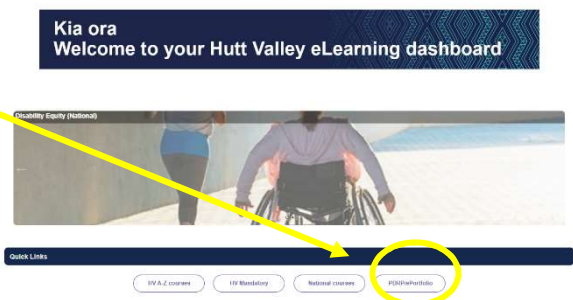 Kia ora
Welcome to your Hutt Valley eLearning dashboard
Disability Equity (National)
Quick Links
HV A-Z courses
HV Mandatory
National courses
PDRPrePortfolio